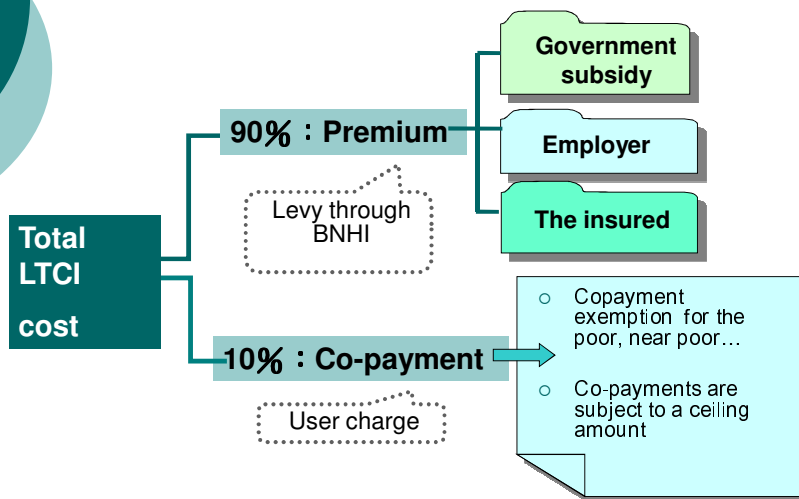 Total
LTCI
cost
90%：Premium
Levy through
BNHI
Government
subsidy
Employer
The insured
10%：Co-payment
User charge
○ Copayment
exemption for the
poor, near poor…
○ Co-payments are
subject to a ceiling
amount